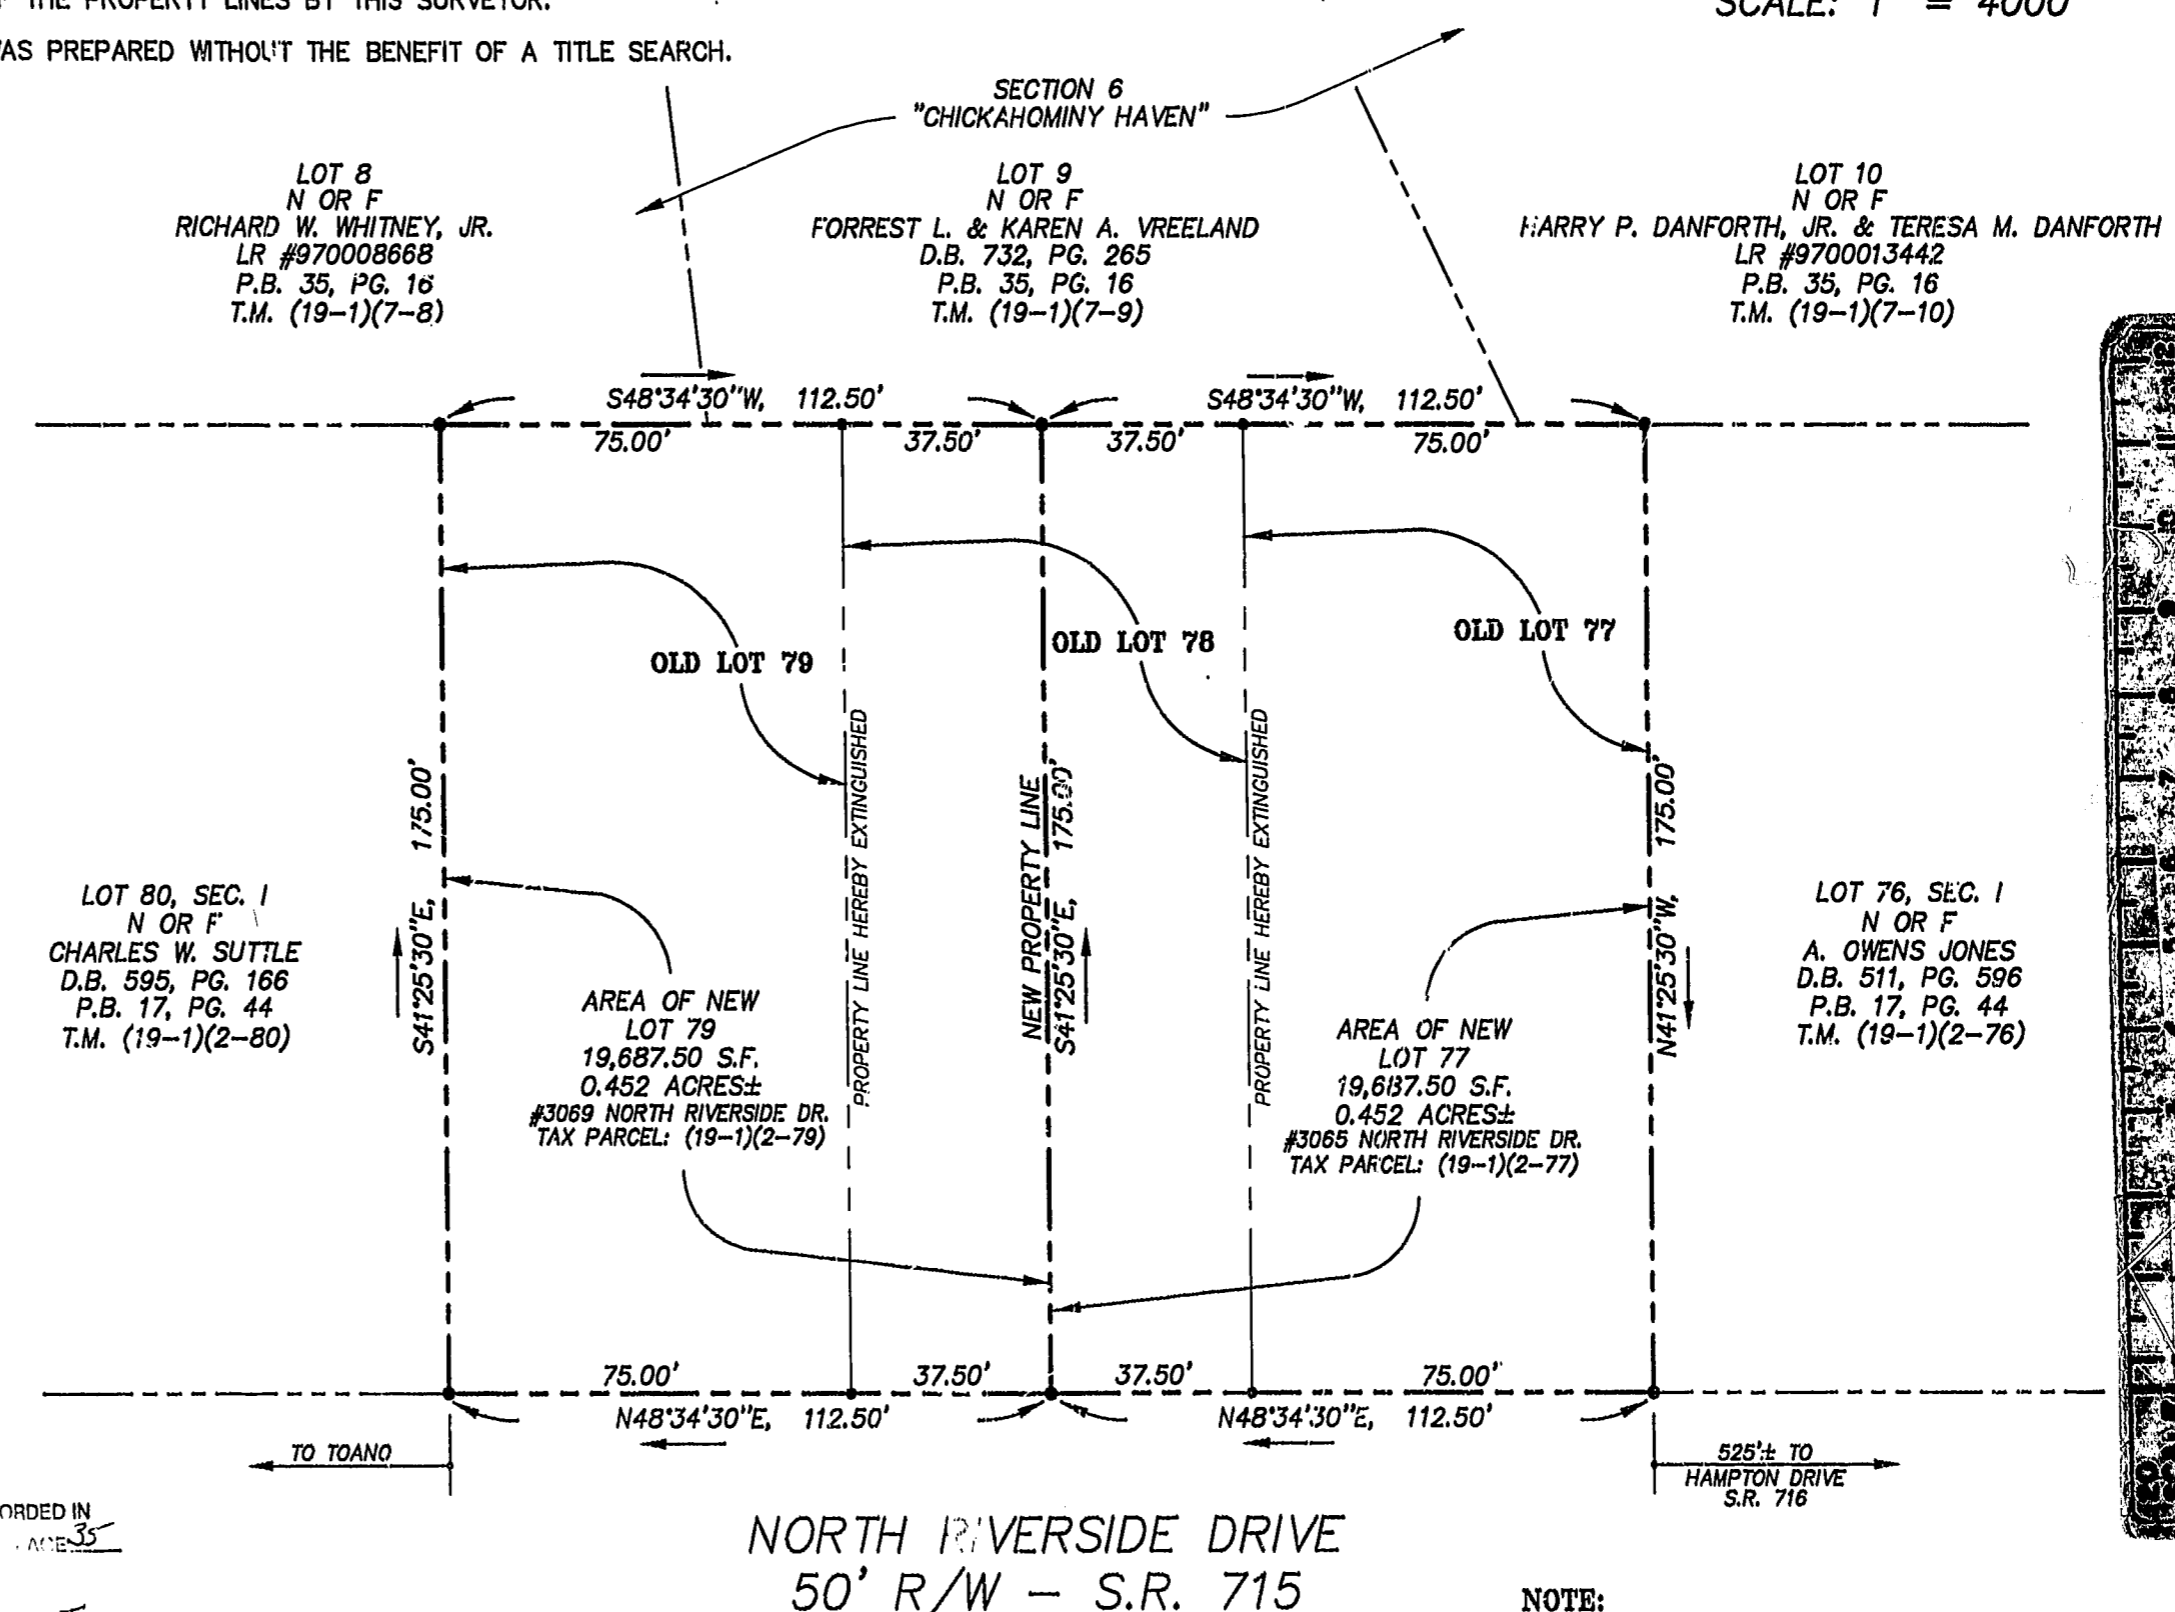 THE PROPERTY LINES BY THIS SURVEYOR.
SCALE: 1" = 4000'
AS PREPARED WITHOUT THE BENEFIT OF A TITLE SEARCH.
SECTION 6
"CHICKAHOMINY HAVEN"
LOT 8
N OR F
RICHARD W. WHITNEY, JR.
LR #970008668
P.B. 35, PG. 16
T.M. (19-1)(7-8)
LOT 9
N OR F
FORREST L. & KAREN A. VREELAND
D.B. 732, PG. 265
P.B. 35, PG. 16
T.M. (19-1)(7-9)
LOT 10
N OR F
HARRY P. DANFORTH, JR. & TERESA M. DANFORTH
LR #9700013442
P.B. 35, PG. 16
T.M. (19-1)(7-10)
S48°34'30"W, 112.50'
S48°34'30"W, 112.50'
75.00'
37.50'
37.50'
75.00'
OLD LOT 79
OLD LOT 78
OLD LOT 77
S41°25'30"E, 175.00'
PROPERTY LINE HEREBY EXTINGUISHED
NEW PROPERTY LINE
S41°25'30"E, 175.00'
PROPERTY LINE HEREBY EXTINGUISHED
N41°25'30"W, 175.00'
LOT 80, SEC. 1
N OR F
CHARLES W. SUTTLE
D.B. 595, PG. 166
P.B. 17, PG. 44
T.M. (19-1)(2-80)
AREA OF NEW
LOT 79
19,687.50 S.F.
0.452 ACRES±
#3069 NORTH RIVERSIDE DR.
TAX PARCEL: (19-1)(2-79)
AREA OF NEW
LOT 77
19,687.50 S.F.
0.452 ACRES±
#3065 NORTH RIVERSIDE DR.
TAX PARCEL: (19-1)(2-77)
LOT 76, SEC. 1
N OR F
A. OWENS JONES
D.B. 511, PG. 596
P.B. 17, PG. 44
T.M. (19-1)(2-76)
75.00'
37.50'
37.50'
75.00'
N48°34'30"E, 112.50'
N48°34'30"E, 112.50'
TO TOANO
525'± TO
HAMPTON DRIVE
S.R. 716
ORDED IN
35
NORTH RIVERSIDE DRIVE
50' R/W - S.R. 715
NOTE: